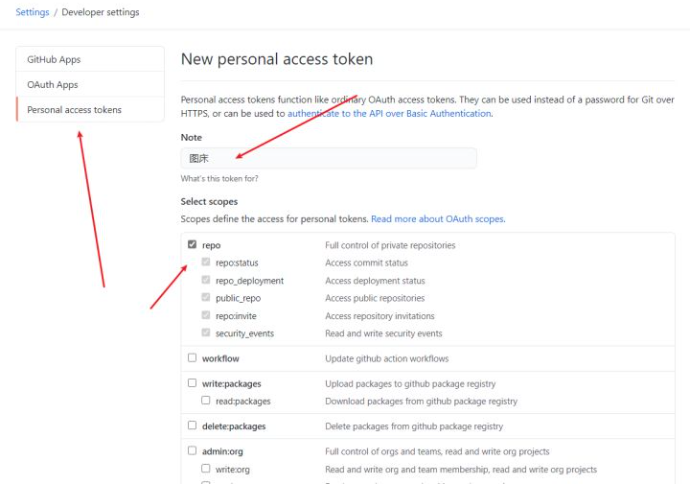 Settings / Developer settings
GitHub Apps
OAuth Apps
Personal access tokens
New personal access token
Personal access tokens function like ordinary OAuth access tokens. They can be used instead of a password for Git over
HTTPS, or can be used to authenticate to the API over Basic Authentication.
Note
图床
What's this token for?
Select scopes
Scopes define the access for personal tokens. Read more about OAuth scopes.
repo Full control of private repositories
repo:status Access commit status
repo_deployment Access deployment status
public_repo Access public repositories
repo:invite Access repository invitations
security_events Read and write security events
workflow Update github action workflows
write:packages Upload packages to github package registry
read:packages Download packages from github package registry
delete:packages Delete packages from github package registry
admin:org Full control of orgs and teams, read and write org projects
write:org Read and write org and team membership, read and write org projects